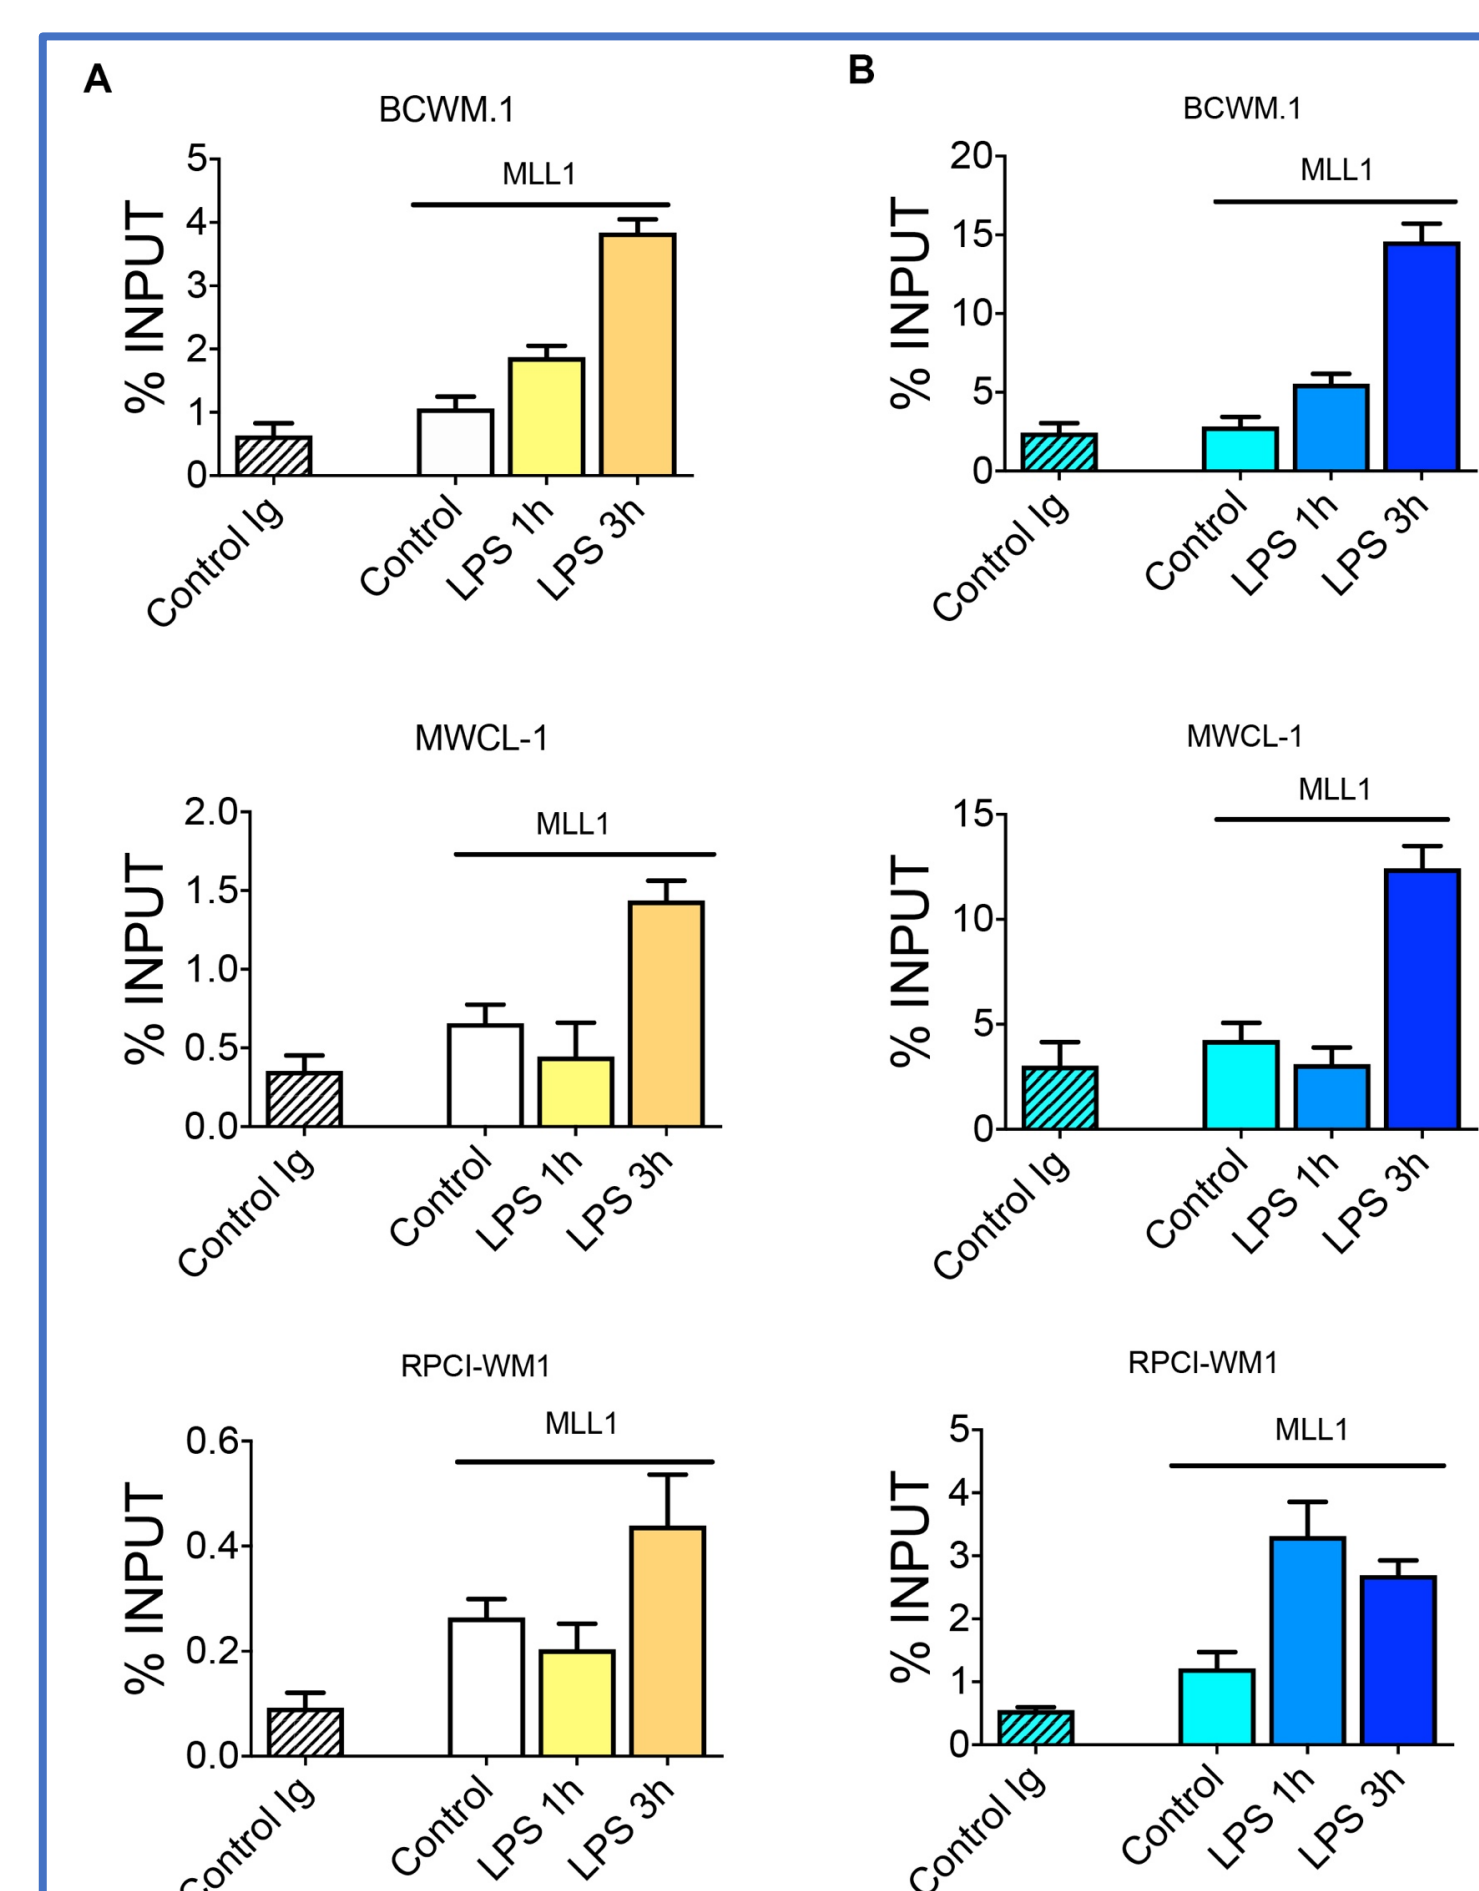 A
BCWM.1
MLL1
% INPUT
5
4
3
2
1
0
Control Ig
Control
LPS 1h
LPS 3h
B
BCWM.1
MLL1
% INPUT
20
15
10
5
0
Control Ig
Control
LPS 1h
LPS 3h
MWCL-1
MLL1
% INPUT
2.0
1.5
1.0
0.5
0.0
Control Ig
Control
LPS 1h
LPS 3h
MWCL-1
MLL1
% INPUT
15
10
5
0
Control Ig
Control
LPS 1h
LPS 3h
RPCI-WM1
MLL1
% INPUT
0.6
0.4
0.2
0.0
Control Ig
Control
LPS 1h
LPS 3h
RPCI-WM1
MLL1
% INPUT
5
4
3
2
1
0
Control Ig
Control
LPS 1h
LPS 3h